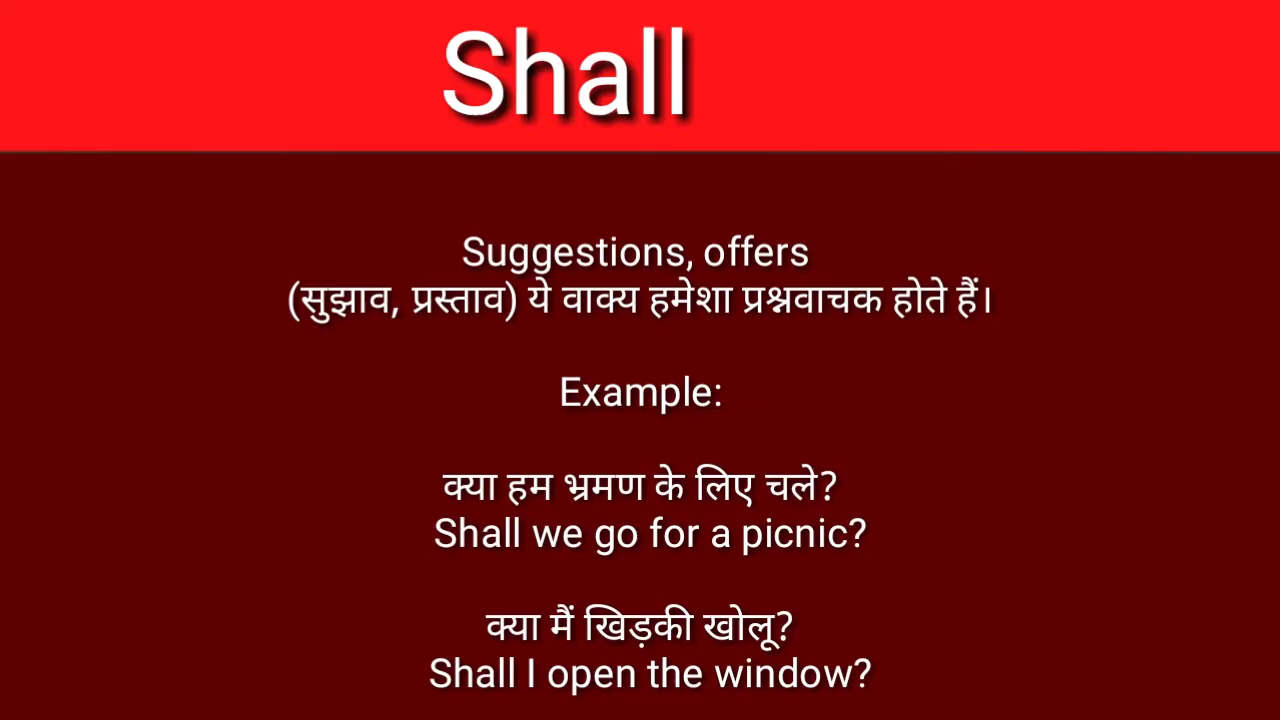 Shall
Suggestions, offers
(सुझाव, प्रस्ताव) ये वाक्य हमेशा प्रश्नवाचक होते हैं।
Example:
क्या हम भ्रमण के लिए चले?
Shall we go for a picnic?
क्या मैं खिड़की खोलू?
Shall I open the window?